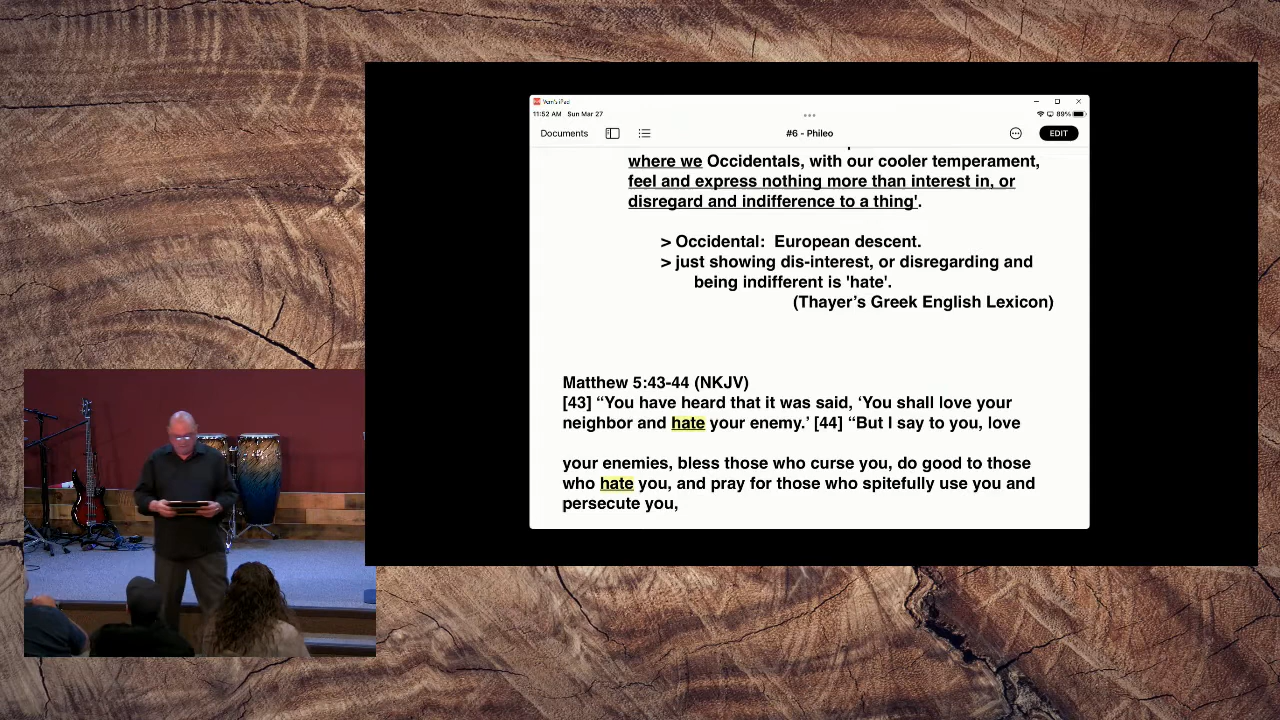 Vern's iPad
11:52 AM Sun Mar 27
89%
Documents
#6 - Phileo
EDIT
where we Occidentals, with our cooler temperament,
feel and express nothing more than interest in, or
disregard and indifference to a thing'.
> Occidental: European descent.
> just showing dis-interest, or disregarding and
being indifferent is 'hate'.
(Thayer's Greek English Lexicon)
Matthew 5:43-44 (NKJV)
[43] “You have heard that it was said, ‘You shall love your
neighbor and hate your enemy.’ [44] “But I say to you, love
your enemies, bless those who curse you, do good to those
who hate you, and pray for those who spitefully use you and
persecute you,